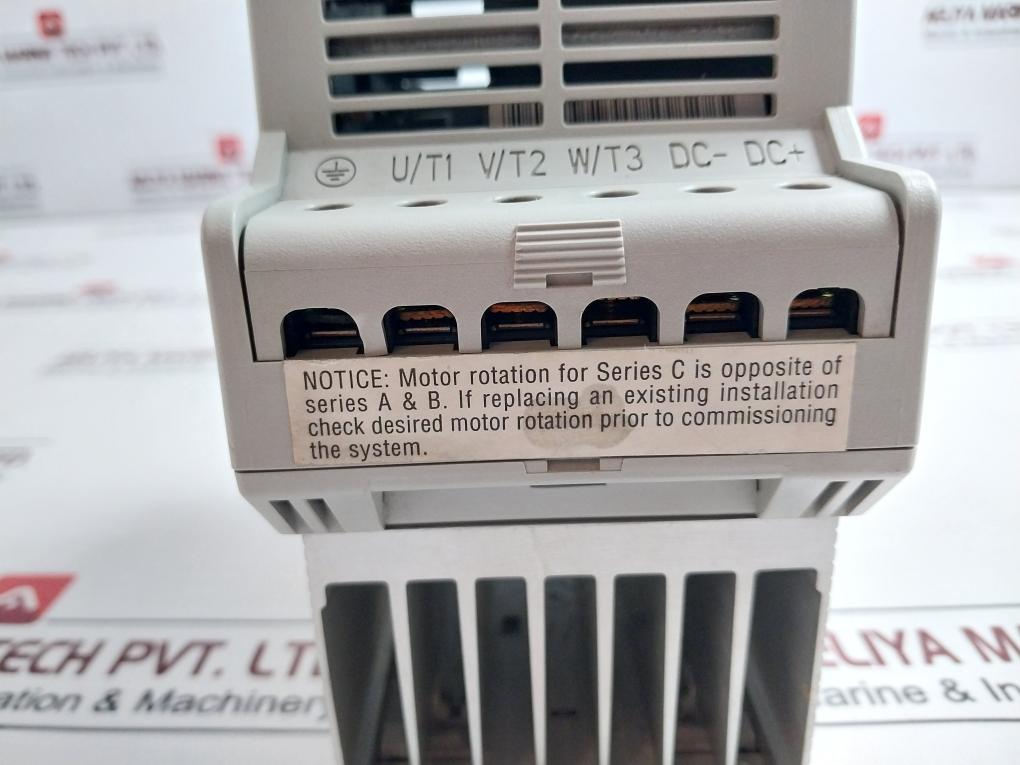 U/T1 V/T2 W/T3 DC- DC+
NOTICE: Motor rotation for Series C is opposite of
series A & B. If replacing an existing installation
check desired motor rotation prior to commissioning
the system.
TECH PVT. LT
ation & Machinery
ELIYA M
arine & In